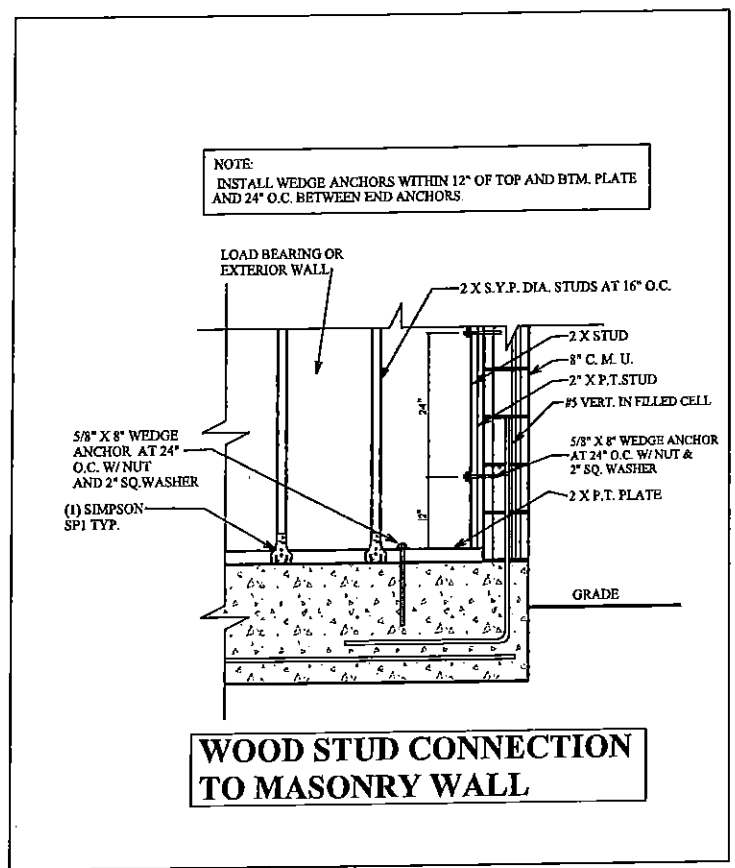 NOTE:
INSTALL WEDGE ANCHORS WITHIN 12" OF TOP AND BTM. PLATE
AND 24" O.C. BETWEEN END ANCHORS.
LOAD BEARING OR
EXTERIOR WALL
2 X S.Y.P. DIA. STUDS AT 16" O.C.
2 X STUD
8" C. M. U.
2" X P.T.STUD
#5 VERT. IN FILLED CELL
24"
5/8" X 8" WEDGE
ANCHOR AT 24"
O.C. W/ NUT
AND 2" SQ.WASHER
5/8" X 8" WEDGE ANCHOR
AT 24" O.C. W/ NUT &
2" SQ. WASHER
12"
2 X P.T. PLATE
(1) SIMPSON
SP1 TYP.
GRADE
WOOD STUD CONNECTION
TO MASONRY WALL